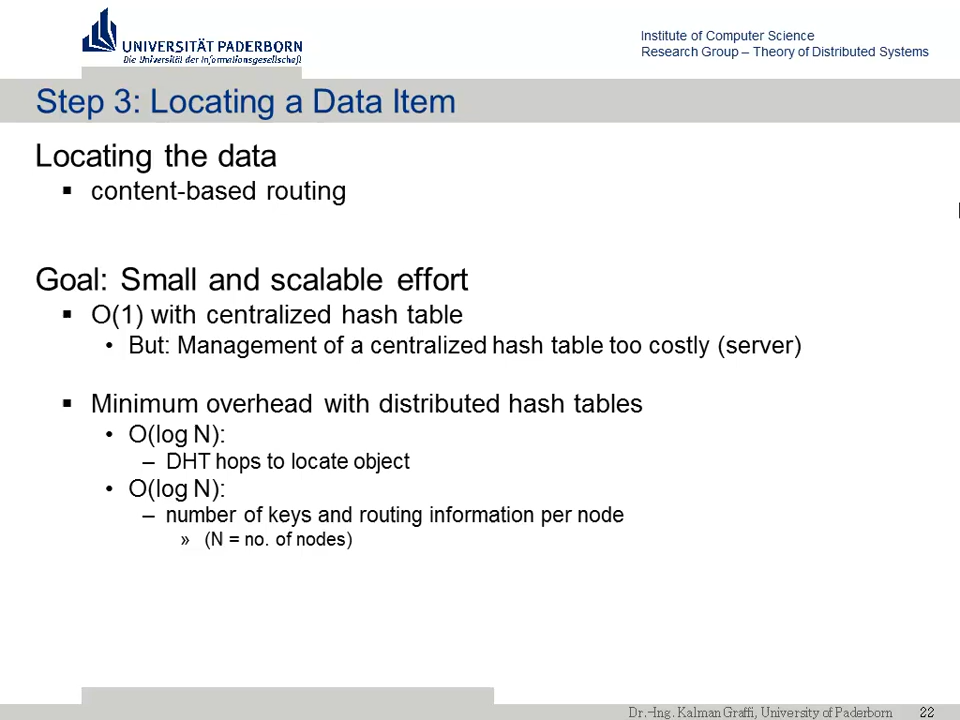 UNIVERSITÄT PADERBORN
Die Universität der Informationsgesellschaft
Institute of Computer Science
Research Group – Theory of Distributed Systems
Step 3: Locating a Data Item
Locating the data
▪ content-based routing
Goal: Small and scalable effort
▪ O(1) with centralized hash table
• But: Management of a centralized hash table too costly (server)
▪ Minimum overhead with distributed hash tables
• O(log N):
– DHT hops to locate object
• O(log N):
– number of keys and routing information per node
» (N = no. of nodes)
Dr.-Ing. Kalman Graffi, University of Paderborn 22